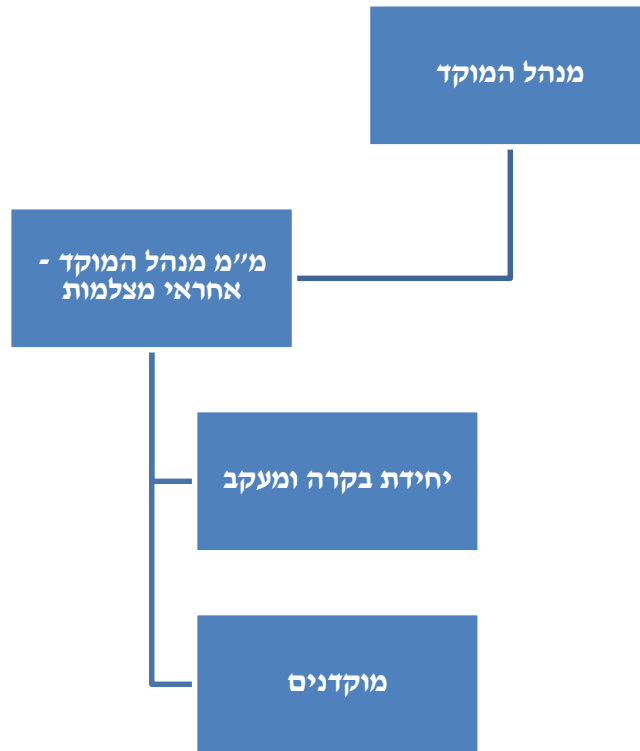 מנהל המוקד
מ״מ מנהל המוקד -
אחראי מצלמות
יחידת בקרה ומעקב
מוקדנים